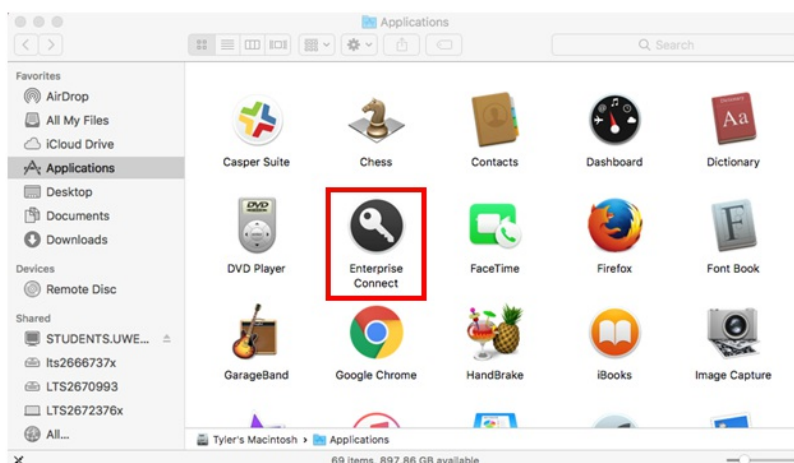 Applications
Search
Favorites
AirDrop
All My Files
iCloud Drive
Applications
Desktop
Documents
Downloads
Devices
Remote Disc
Shared
STUDENTS.UWE...
lts2666737x
LTS2670993
LTS2672376x
All...
Casper Suite
Chess
Contacts
Dashboard
Dictionary
Aa
DVD Player
Enterprise
Connect
FaceTime
Firefox
Font Book
GarageBand
Google Chrome
HandBrake
iBooks
Image Capture
Tyler's Macintosh › Applications
69 items, 897.86 GB available